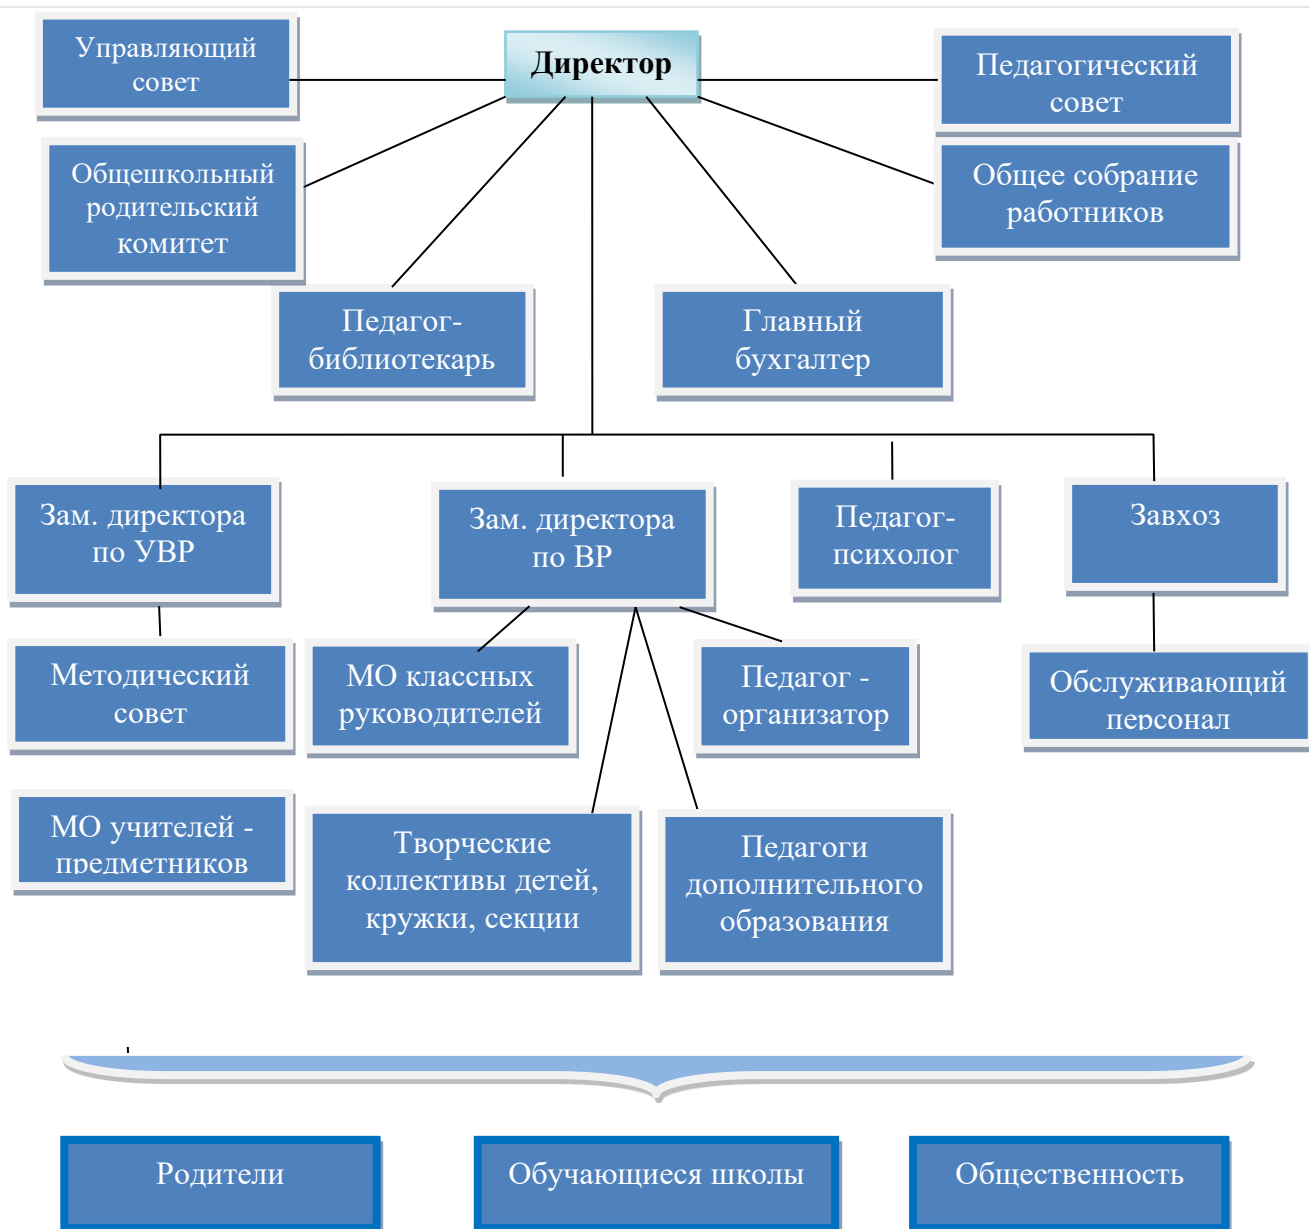 Управляющий
совет
Директор
Педагогический
совет
Общешкольный
родительский
комитет
Общее собрание
работников
Педагог-
библиотекарь
Главный
бухгалтер
Зам. директора
по УВР
Зам. директора
по ВР
Педагог-
психолог
Завхоз
Методический
совет
МО классных
руководителей
Педагог -
организатор
Обслуживающий
персонал
МО учителей -
предметников
Творческие
коллективы детей,
кружки, секции
Педагоги
дополнительного
образования
Родители
Обучающиеся школы
Общественность